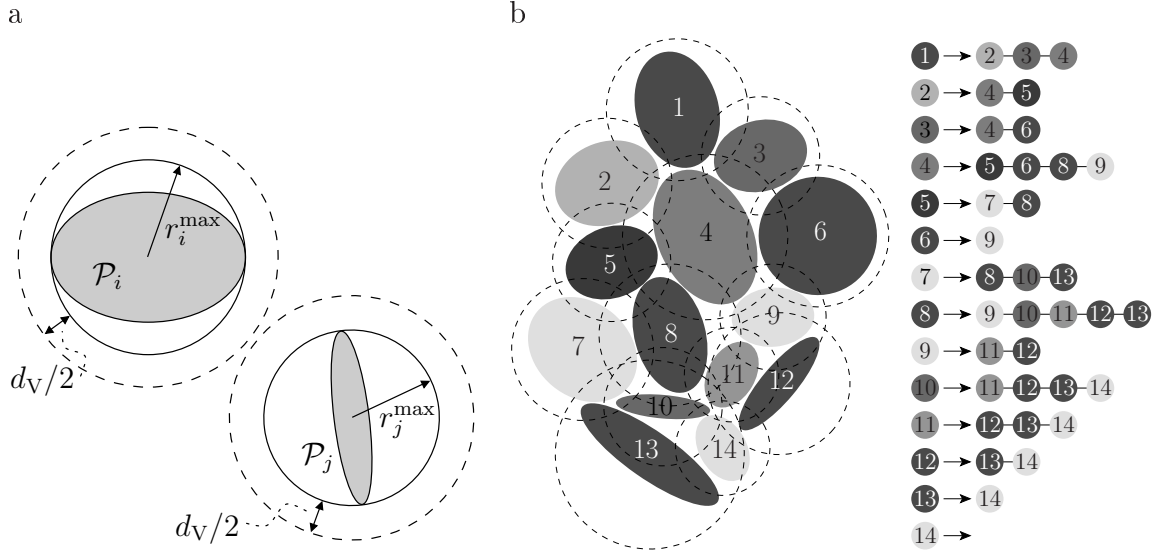 a
r_i^max
P_i
d_V/2
r_j^max
P_j
d_V/2
b
1
2
3
4
5
6
7
8
9
10
11
12
13
14
1 → 2 3 4
2 → 4 5
3 → 4 6
4 → 5 6 8 9
5 → 7 8
6 → 9
7 → 8 10 13
8 → 9 10 11 12 13
9 → 11 12
10 → 11 12 13 14
11 → 12 13 14
12 → 13 14
13 → 14
14 →